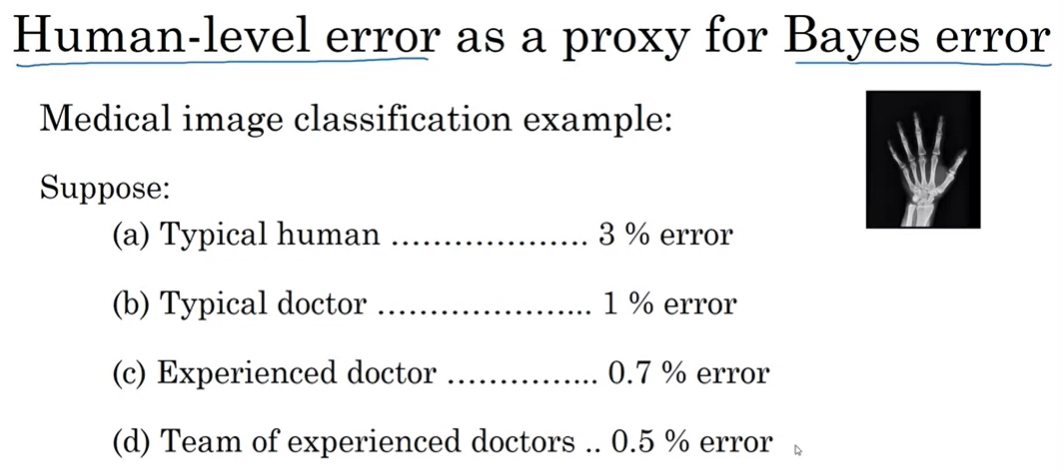 Human-level error as a proxy for Bayes error
Medical image classification example:
Suppose:
(a) Typical human ................... 3 % error
(b) Typical doctor ..................... 1 % error
(c) Experienced doctor ............... 0.7 % error
(d) Team of experienced doctors .. 0.5 % error